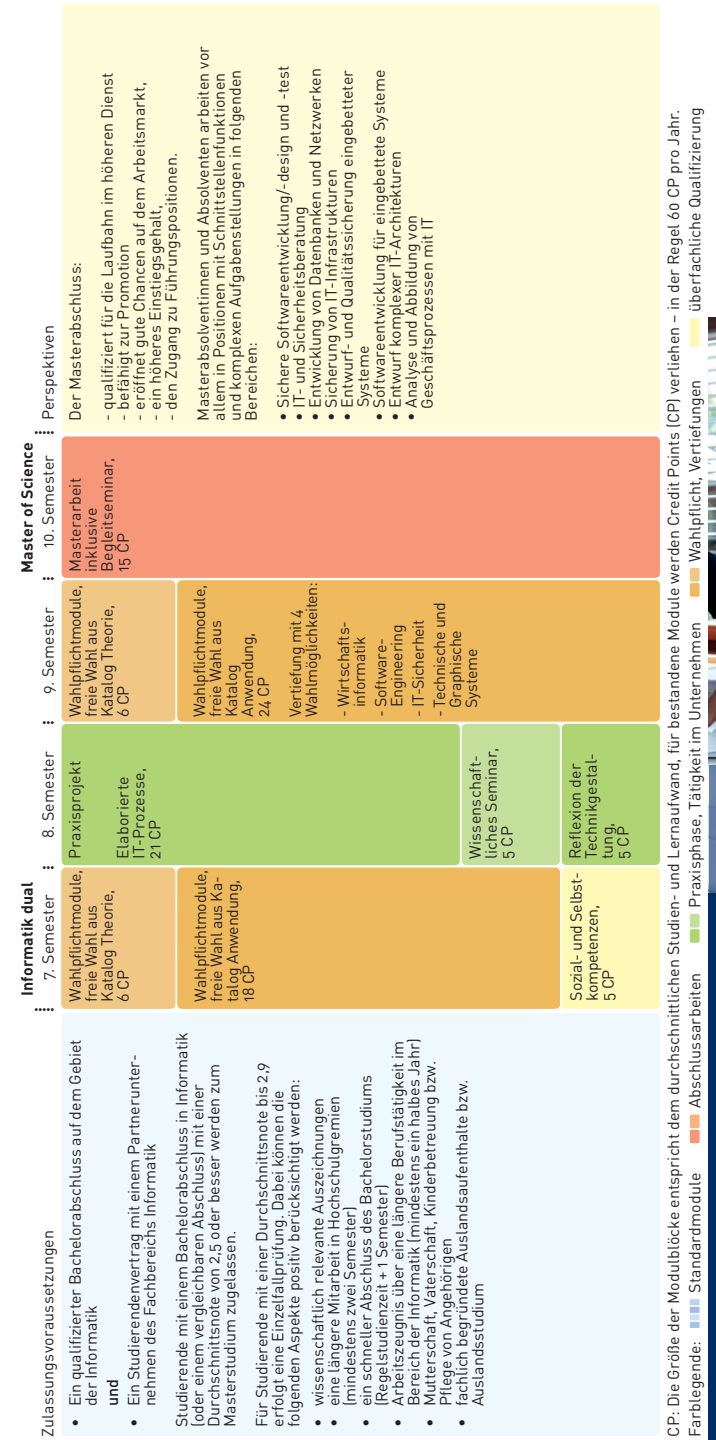 Informatik dual
Master of Science
Zulassungsvoraussetzungen
7. Semester
8. Semester
9. Semester
10. Semester
Perspektiven
• Ein qualifizierter Bachelorabschluss auf dem Gebiet
der Informatik
und
• Ein Studierendenvertrag mit einem Partnerunter-
nehmen des Fachbereichs Informatik
Studierende mit einem Bachelorabschluss in Informatik
(oder einem vergleichbaren Abschluss) mit einer
Durchschnittsnote von 2,5 oder besser werden zum
Masterstudium zugelassen.
Für Studierende mit einer Durchschnittsnote bis 2,9
erfolgt eine Einzelfallprüfung. Dabei können die
folgenden Aspekte positiv berücksichtigt werden:
• wissenschaftlich relevante Auszeichnungen
• eine längere Mitarbeit in Hochschulgremien
(mindestens zwei Semester)
• ein schneller Abschluss des Bachelorstudiums
(Regelstudienzeit + 1 Semester)
• Arbeitszeugnis über eine längere Berufstätigkeit im
Bereich der Informatik (mindestens ein halbes Jahr)
• Mutterschaft, Vaterschaft, Kinderbetreuung bzw.
Pflege von Angehörigen
• fachlich begründete Auslandsaufenthalte bzw.
Auslandsstudium
Wahlpflichtmodule,
freie Wahl aus
Katalog Theorie,
6 CP
Wahlpflichtmodule,
freie Wahl aus Ka-
talog Anwendung,
18 CP
Sozial- und Selbst-
kompetenzen,
5 CP
Praxisprojekt
Elaborierte
IT-Prozesse,
21 CP
Wissenschaft-
liches Seminar,
5 CP
Reflexion der
Technikgestal-
tung,
5 CP
Wahlpflichtmodule,
freie Wahl aus
Katalog Theorie,
6 CP
Wahlpflichtmodule,
freie Wahl aus
Katalog
Anwendung,
24 CP
Vertiefung mit 4
Wahlmöglichkeiten:
- Wirtschafts-
informatik
- Software-
Engineering
- IT-Sicherheit
- Technische und
Graphische
Systeme
Masterarbeit
inklusive
Begleitseminar,
15 CP
Der Masterabschluss:
- qualifiziert für die Laufbahn im höheren Dienst
- befähigt zur Promotion
- eröffnet gute Chancen auf dem Arbeitsmarkt,
- ein höheres Einstiegsgehalt,
- den Zugang zu Führungspositionen.
Masterabsolventinnen und Absolventen arbeiten vor
allem in Positionen mit Schnittstellenfunktionen
und komplexen Aufgabenstellungen in folgenden
Bereichen:
• Sichere Softwareentwicklung/-design und -test
• IT- und Sicherheitsberatung
• Entwicklung von Datenbanken und Netzwerken
• Sicherung von IT-Infrastrukturen
• Entwurf- und Qualitätssicherung eingebetteter
Systeme
• Softwareentwicklung für eingebettete Systeme
• Entwurf komplexer IT-Architekturen
• Analyse und Abbildung von
Geschäftsprozessen mit IT
CP: Die Größe der Modulblöcke entspricht dem durchschnittlichen Studien- und Lernaufwand, für bestandene Module werden Credit Points (CP) verliehen – in der Regel 60 CP pro Jahr.
Farblegende: Standardmodule Abschlussarbeiten Praxisphase, Tätigkeit im Unternehmen Wahlpflicht, Vertiefungen überfachliche Qualifizierung